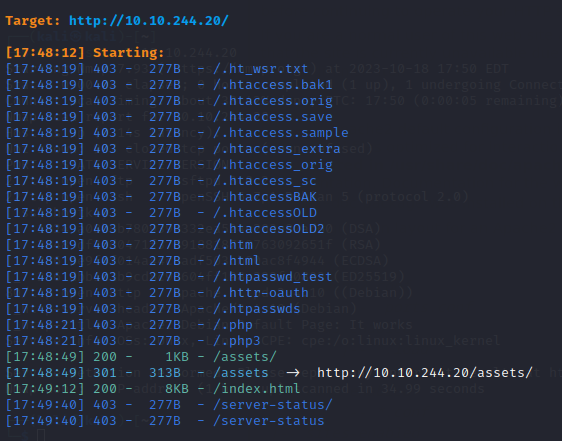 Target: http://10.10.244.20/
[17:48:12] Starting:
[17:48:19] 403 -  277B  - /.ht_wsr.txt
[17:48:19] 403 -  277B  - /.htaccess.bak1
[17:48:19] 403 -  277B  - /.htaccess.orig
[17:48:19] 403 -  277B  - /.htaccess.save
[17:48:19] 403 -  277B  - /.htaccess.sample
[17:48:19] 403 -  277B  - /.htaccess_extra
[17:48:19] 403 -  277B  - /.htaccess_orig
[17:48:19] 403 -  277B  - /.htaccess_sc
[17:48:19] 403 -  277B  - /.htaccessBAK
[17:48:19] 403 -  277B  - /.htaccessOLD
[17:48:19] 403 -  277B  - /.htaccessOLD2
[17:48:19] 403 -  277B  - /.htm
[17:48:19] 403 -  277B  - /.html
[17:48:19] 403 -  277B  - /.htpasswd_test
[17:48:19] 403 -  277B  - /.httr-oauth
[17:48:19] 403 -  277B  - /.htpasswds
[17:48:21] 403 -  277B  - /.php
[17:48:21] 403 -  277B  - /.php3
[17:48:49] 200 -    1KB - /assets/
[17:48:49] 301 -  313B  - /assets  →  http://10.10.244.20/assets/
[17:49:12] 200 -    8KB - /index.html
[17:49:40] 403 -  277B  - /server-status/
[17:49:40] 403 -  277B  - /server-status